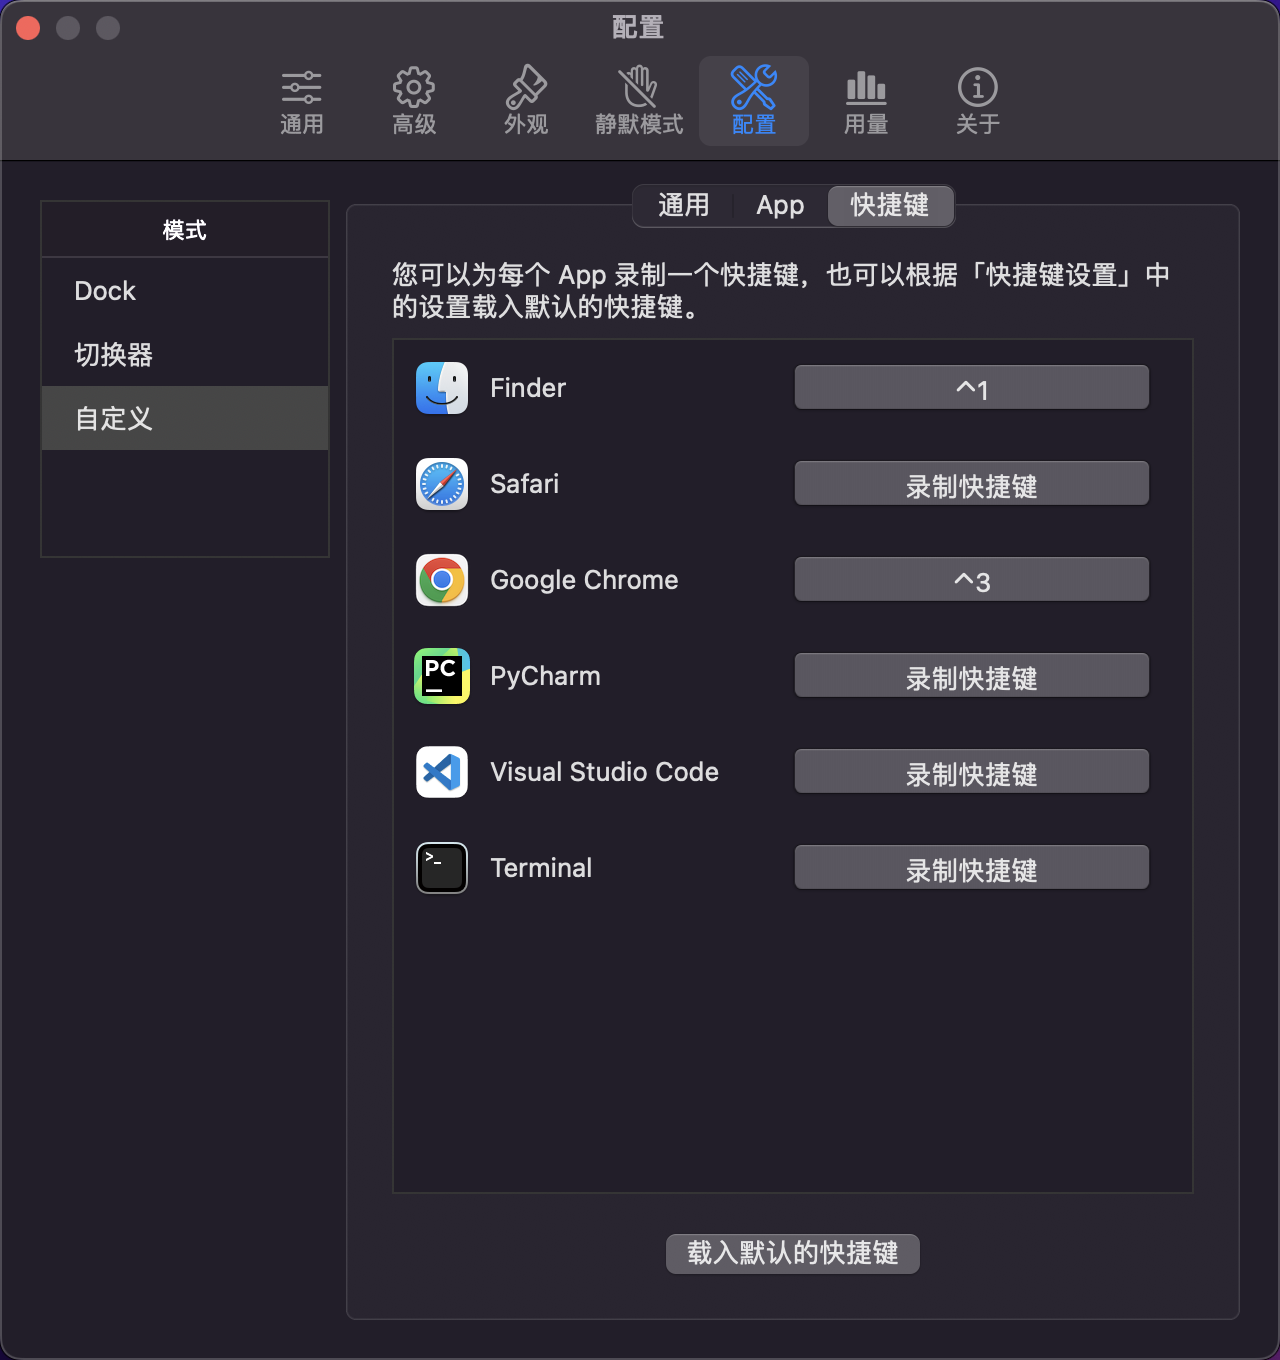 配置
通用
高级
外观
静默模式
配置
用量
关于
模式
Dock
切换器
自定义
通用
App
快捷键
您可以为每个 App 录制一个快捷键，也可以根据「快捷键设置」中
的设置载入默认的快捷键。
Finder
^1
Safari
录制快捷键
Google Chrome
^3
PC
PyCharm
录制快捷键
Visual Studio Code
录制快捷键
>_
Terminal
录制快捷键
载入默认的快捷键